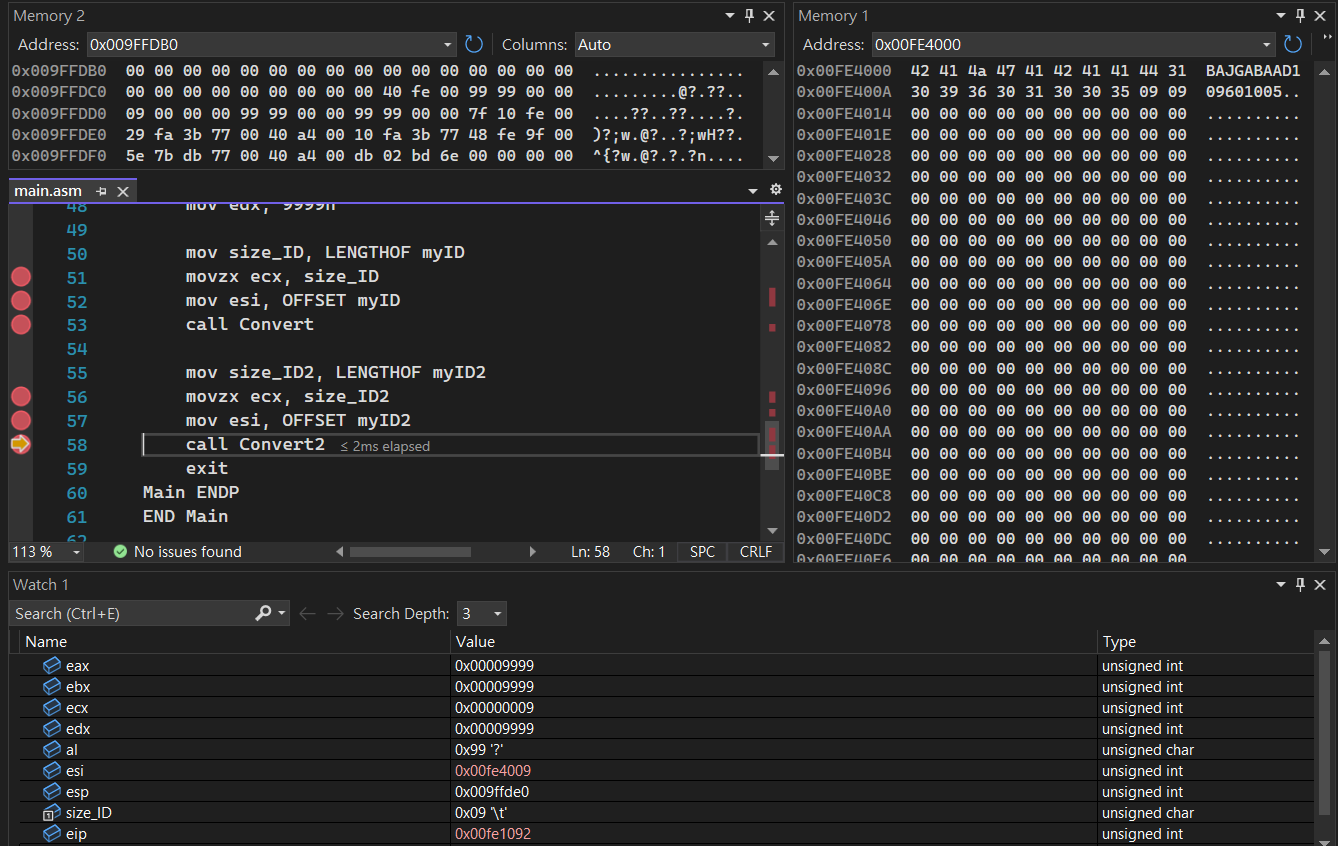 Memory 2
Address: 0x009FFDB0 Columns: Auto
0x009FFDB0 00 00 00 00 00 00 00 00 00 00 00 00 00 00 00 00 ................
0x009FFDC0 00 00 00 00 00 00 00 00 00 40 fe 00 99 99 00 00 .........@?.??..
0x009FFDD0 09 00 00 00 99 99 00 00 99 99 00 00 7f 10 fe 00 ....??..??....?.
0x009FFDE0 29 fa 3b 77 00 40 a4 00 10 fa 3b 77 48 fe 9f 00 )?;w.@?..?;wH??.
0x009FFDF0 5e 7b db 77 00 40 a4 00 db 02 bd 6e 00 00 00 00 ^{?w.@?.?.?n....
main.asm
48 mov edx, 9999h
49
50 mov size_ID, LENGTHOF myID
51 movzx ecx, size_ID
52 mov esi, OFFSET myID
53 call Convert
54
55 mov size_ID2, LENGTHOF myID2
56 movzx ecx, size_ID2
57 mov esi, OFFSET myID2
58 call Convert2 ≤ 2ms elapsed
59 exit
60 Main ENDP
61 END Main
62
113 % No issues found Ln: 58 Ch: 1 SPC CRLF
Memory 1
Address: 0x00FE4000
0x00FE4000 42 41 4a 47 41 42 41 41 44 31 BAJGABAAD1
0x00FE400A 30 39 36 30 31 30 30 35 09 09 09601005..
0x00FE4014 00 00 00 00 00 00 00 00 00 00 ..........
0x00FE401E 00 00 00 00 00 00 00 00 00 00 ..........
0x00FE4028 00 00 00 00 00 00 00 00 00 00 ..........
0x00FE4032 00 00 00 00 00 00 00 00 00 00 ..........
0x00FE403C 00 00 00 00 00 00 00 00 00 00 ..........
0x00FE4046 00 00 00 00 00 00 00 00 00 00 ..........
0x00FE4050 00 00 00 00 00 00 00 00 00 00 ..........
0x00FE405A 00 00 00 00 00 00 00 00 00 00 ..........
0x00FE4064 00 00 00 00 00 00 00 00 00 00 ..........
0x00FE406E 00 00 00 00 00 00 00 00 00 00 ..........
0x00FE4078 00 00 00 00 00 00 00 00 00 00 ..........
0x00FE4082 00 00 00 00 00 00 00 00 00 00 ..........
0x00FE408C 00 00 00 00 00 00 00 00 00 00 ..........
0x00FE4096 00 00 00 00 00 00 00 00 00 00 ..........
0x00FE40A0 00 00 00 00 00 00 00 00 00 00 ..........
0x00FE40AA 00 00 00 00 00 00 00 00 00 00 ..........
0x00FE40B4 00 00 00 00 00 00 00 00 00 00 ..........
0x00FE40BE 00 00 00 00 00 00 00 00 00 00 ..........
0x00FE40C8 00 00 00 00 00 00 00 00 00 00 ..........
0x00FE40D2 00 00 00 00 00 00 00 00 00 00 ..........
0x00FE40DC 00 00 00 00 00 00 00 00 00 00 ..........
0x00FE40E6 00 00 00 00 00 00 00 00 00 00 ..........
Watch 1
Search (Ctrl+E) Search Depth: 3
Name Value Type
eax 0x00009999 unsigned int
ebx 0x00009999 unsigned int
ecx 0x00000009 unsigned int
edx 0x00009999 unsigned int
al 0x99 '?' unsigned char
esi 0x00fe4009 unsigned int
esp 0x009ffde0 unsigned int
size_ID 0x09 '\t' unsigned char
eip 0x00fe1092 unsigned int